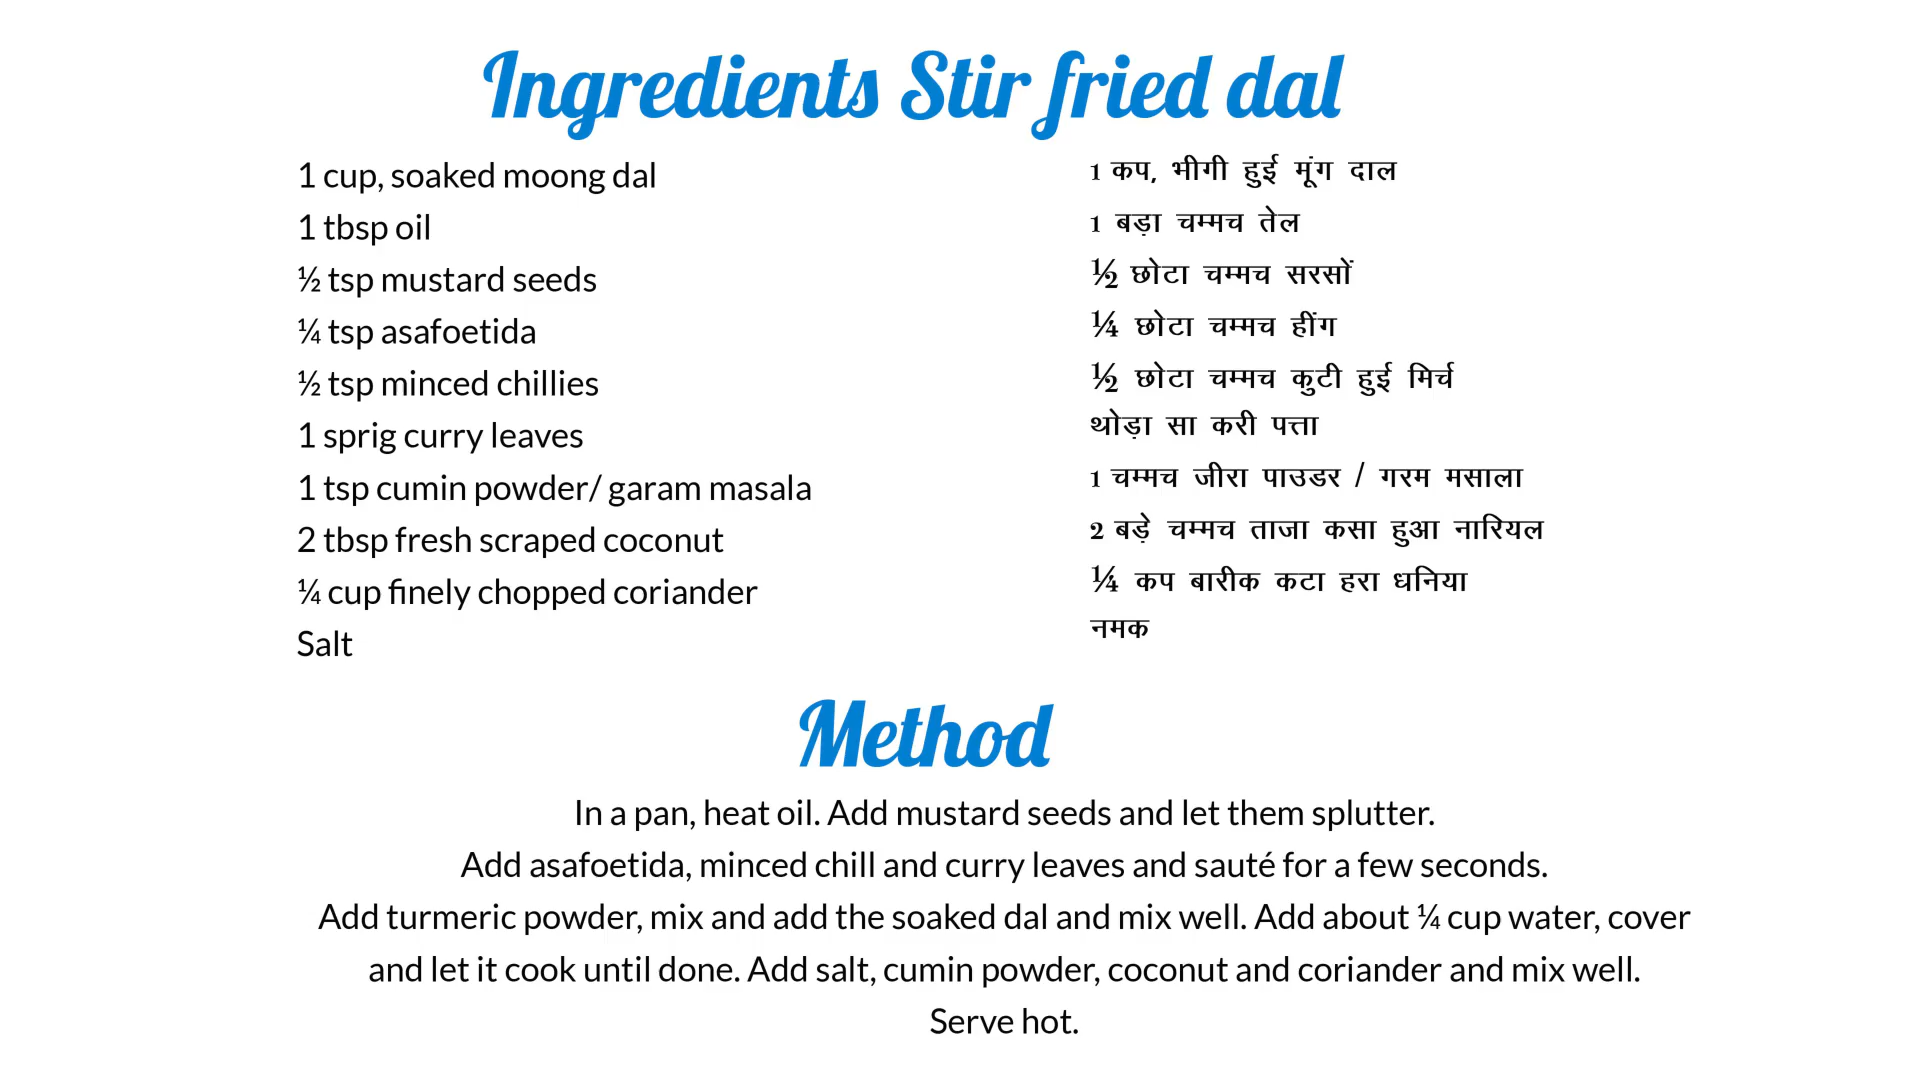 Ingredients Stir fried dal
1 cup, soaked moong dal
1 tbsp oil
½ tsp mustard seeds
¼ tsp asafoetida
½ tsp minced chillies
1 sprig curry leaves
1 tsp cumin powder/ garam masala
2 tbsp fresh scraped coconut
¼ cup finely chopped coriander
Salt
1 कप, भीगी हुई मूंग दाल
1 बड़ा चम्मच तेल
½ छोटा चम्मच सरसों
¼ छोटा चम्मच हींग
½ छोटा चम्मच कुटी हुई मिर्च
थोड़ा सा करी पत्ता
1 चम्मच जीरा पाउडर / गरम मसाला
2 बड़े चम्मच ताजा कसा हुआ नारियल
¼ कप बारीक कटा हरा धनिया
नमक
Method
In a pan, heat oil. Add mustard seeds and let them splutter.
Add asafoetida, minced chill and curry leaves and sauté for a few seconds.
Add turmeric powder, mix and add the soaked dal and mix well. Add about ¼ cup water, cover
and let it cook until done. Add salt, cumin powder, coconut and coriander and mix well.
Serve hot.